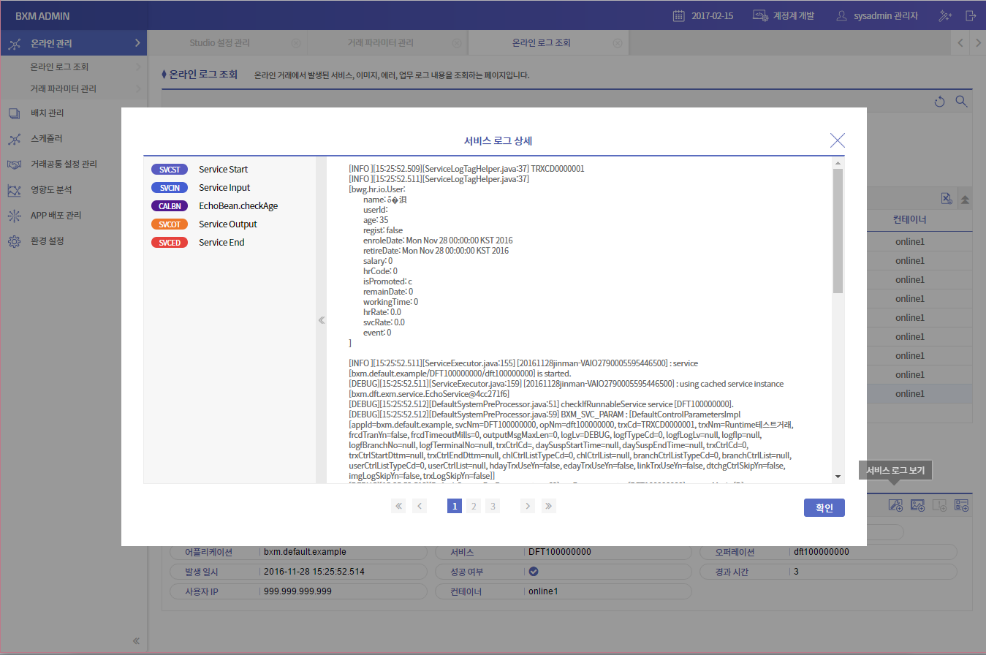 BXM ADMIN
2017-02-15
계정계 개발
sysadmin 관리자
온라인 관리
Studio 설정 관리
거래 파라미터 관리
온라인 로그 조회
온라인 로그 조회
거래 파라미터 관리
배치 관리
스케줄러
거래공통 설정 관리
영향도 분석
APP 배포 관리
환경 설정
온라인 로그 조회
온라인 거래에서 발생된 서비스, 이미지, 에러, 업무 로그 내용을 조회하는 페이지입니다.
컨테이너
online1
online1
online1
online1
online1
online1
online1
online1
online1
서비스 로그 상세
SVCST Service Start
SVCIN Service Input
CALBN EchoBean.checkAge
SVCOT Service Output
SVCED Service End
[INFO ][15:25:52.509][ServiceLogTagHelper.java:37] TRXCD0000001
[INFO ][15:25:52.511][ServiceLogTagHelper.java:37]
[bwg.hr.io.User:
name:
userId:
age: 35
regist: false
enroleDate: Mon Nov 28 00:00:00 KST 2016
retireDate: Mon Nov 28 00:00:00 KST 2016
salary: 0
hrCode: 0
isPromoted: c
remainDate: 0
workingTime: 0
hrRate: 0.0
svcRate: 0.0
event: 0
]
[INFO ][15:25:52.511][ServiceExecutor.java:155] [20161128jinman-VAIO2790005595446500] : service
[bxm.default.example/DFT100000000/dft100000000] is started.
[DEBUG][15:25:52.511][ServiceExecutor.java:159] [20161128jinman-VAIO2790005595446500] : using cached service instance
[bxm.dft.exm.service.EchoService@4cc271f6]
[DEBUG][15:25:52.512][DefaultSystemPreProcessor.java:51] checkIfRunnableService service [DFT100000000].
[DEBUG][15:25:52.512][DefaultSystemPreProcessor.java:59] BXM_SVC_PARAM : [DefaultControlParametersImpl
[appId=bxm.default.example, svcNm=DFT100000000, opNm=dft100000000, trxCd=TRXCD0000001, trxNm=Runtime테스트거래,
frcdTranYn=false, frcdTimeoutMills=0, outputMsgMaxLen=0, logLv=DEBUG, logfTypeCd=0, logfLogLv=null, logfIp=null,
logfBranchNo=null, logfTerminalNo=null, trxCtrlCd=, daySuspStartTime=null, daySuspEndTime=null, trxCtrlCd=0,
trxCtrlStartDttm=null, trxCtrlEndDttm=null, chlCtrlListTypeCd=0, chlCtrlList=null, branchCtrlListTypeCd=0, branchCtrlList=null,
userCtrlListTypeCd=0, userCtrlList=null, hdayTrxUseYn=false, edayTrxUseYn=false, linkTrxUseYn=false, dtchgCtrlSkipYn=false,
imgLogSkipYn=false, trxLogSkipYn=false]]
1 2 3
확인
서비스 로그 보기
어플리케이션 bxm.default.example 서비스 DFT100000000 오퍼레이션 dft100000000
발생 일시 2016-11-28 15:25:52.514 성공 여부 경과 시간 3
사용자 IP 999.999.999.999 컨테이너 online1